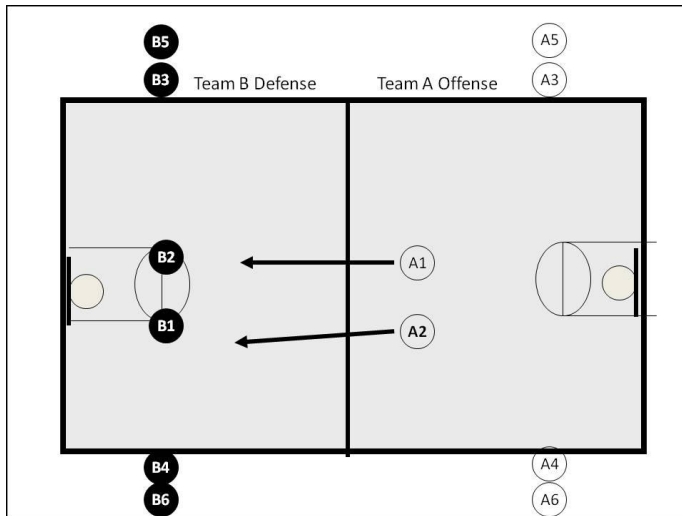 B5
A5
B3
Team B Defense
Team A Offense
A3
B2
A1
B1
A2
B4
A4
B6
A6